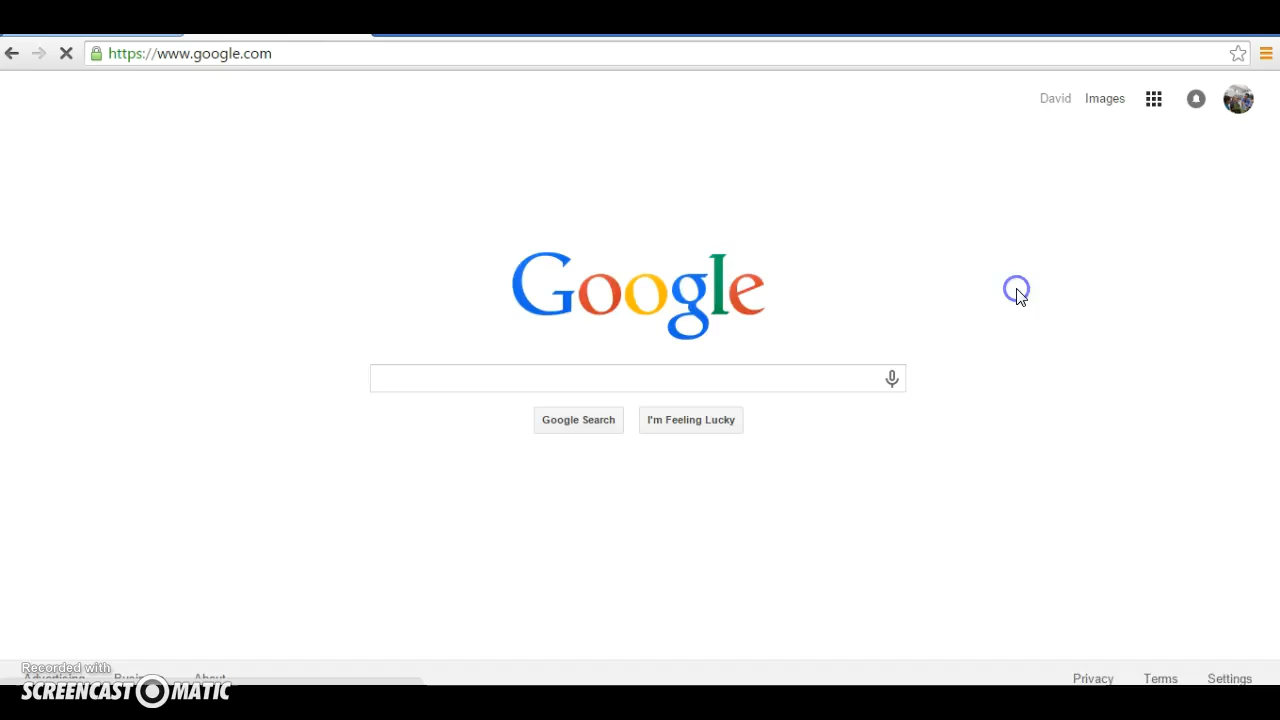 https://www.google.com
David Images
Google
Google Search I'm Feeling Lucky
Recorded with
Advertising Business About Privacy Terms Settings
SCREENCAST MATIC